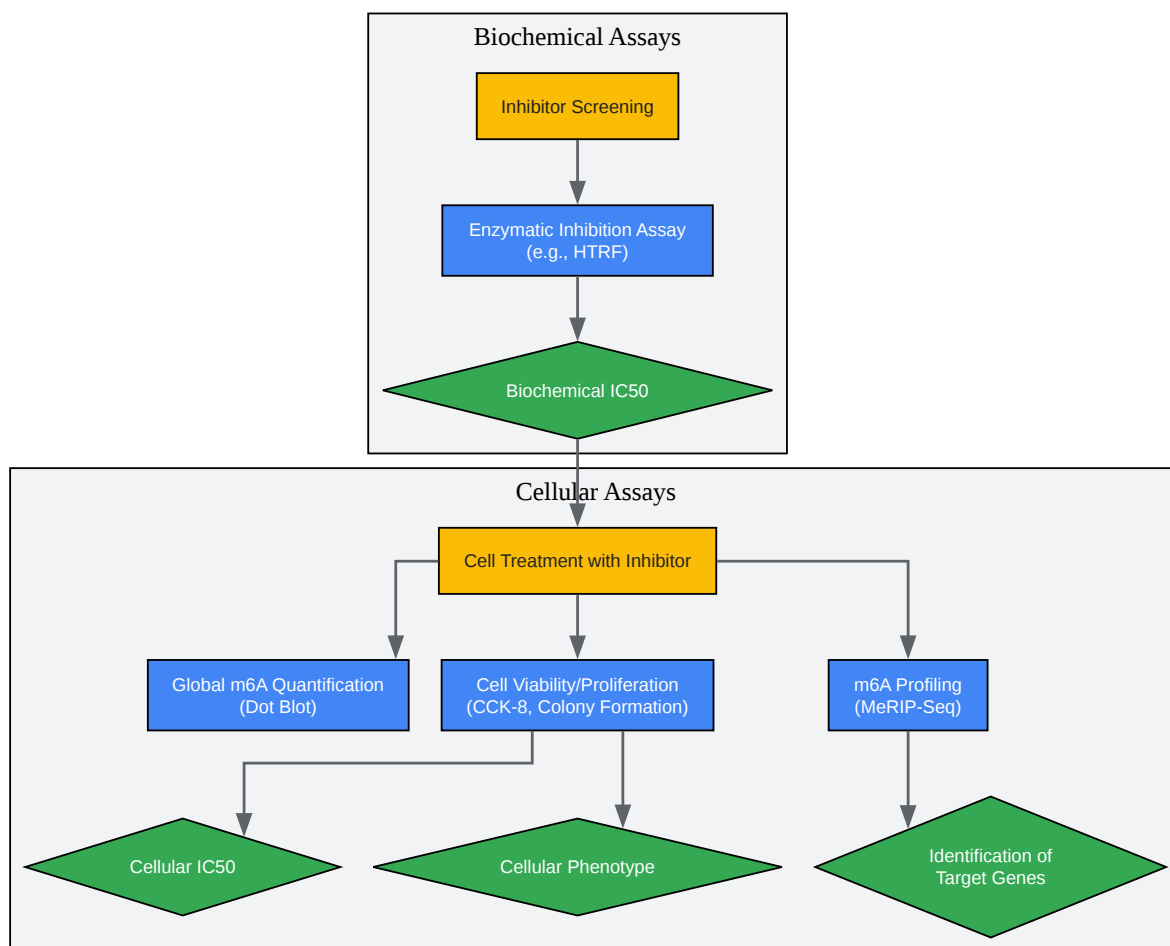 Biochemical Assays
Inhibitor Screening
Enzymatic Inhibition Assay
(e.g., HTRF)
Biochemical IC50
Cellular Assays
Cell Treatment with Inhibitor
Global m6A Quantification
(Dot Blot)
Cell Viability/Proliferation
(CCK-8, Colony Formation)
m6A Profiling
(MeRIP-Seq)
Cellular IC50
Cellular Phenotype
Identification of
Target Genes